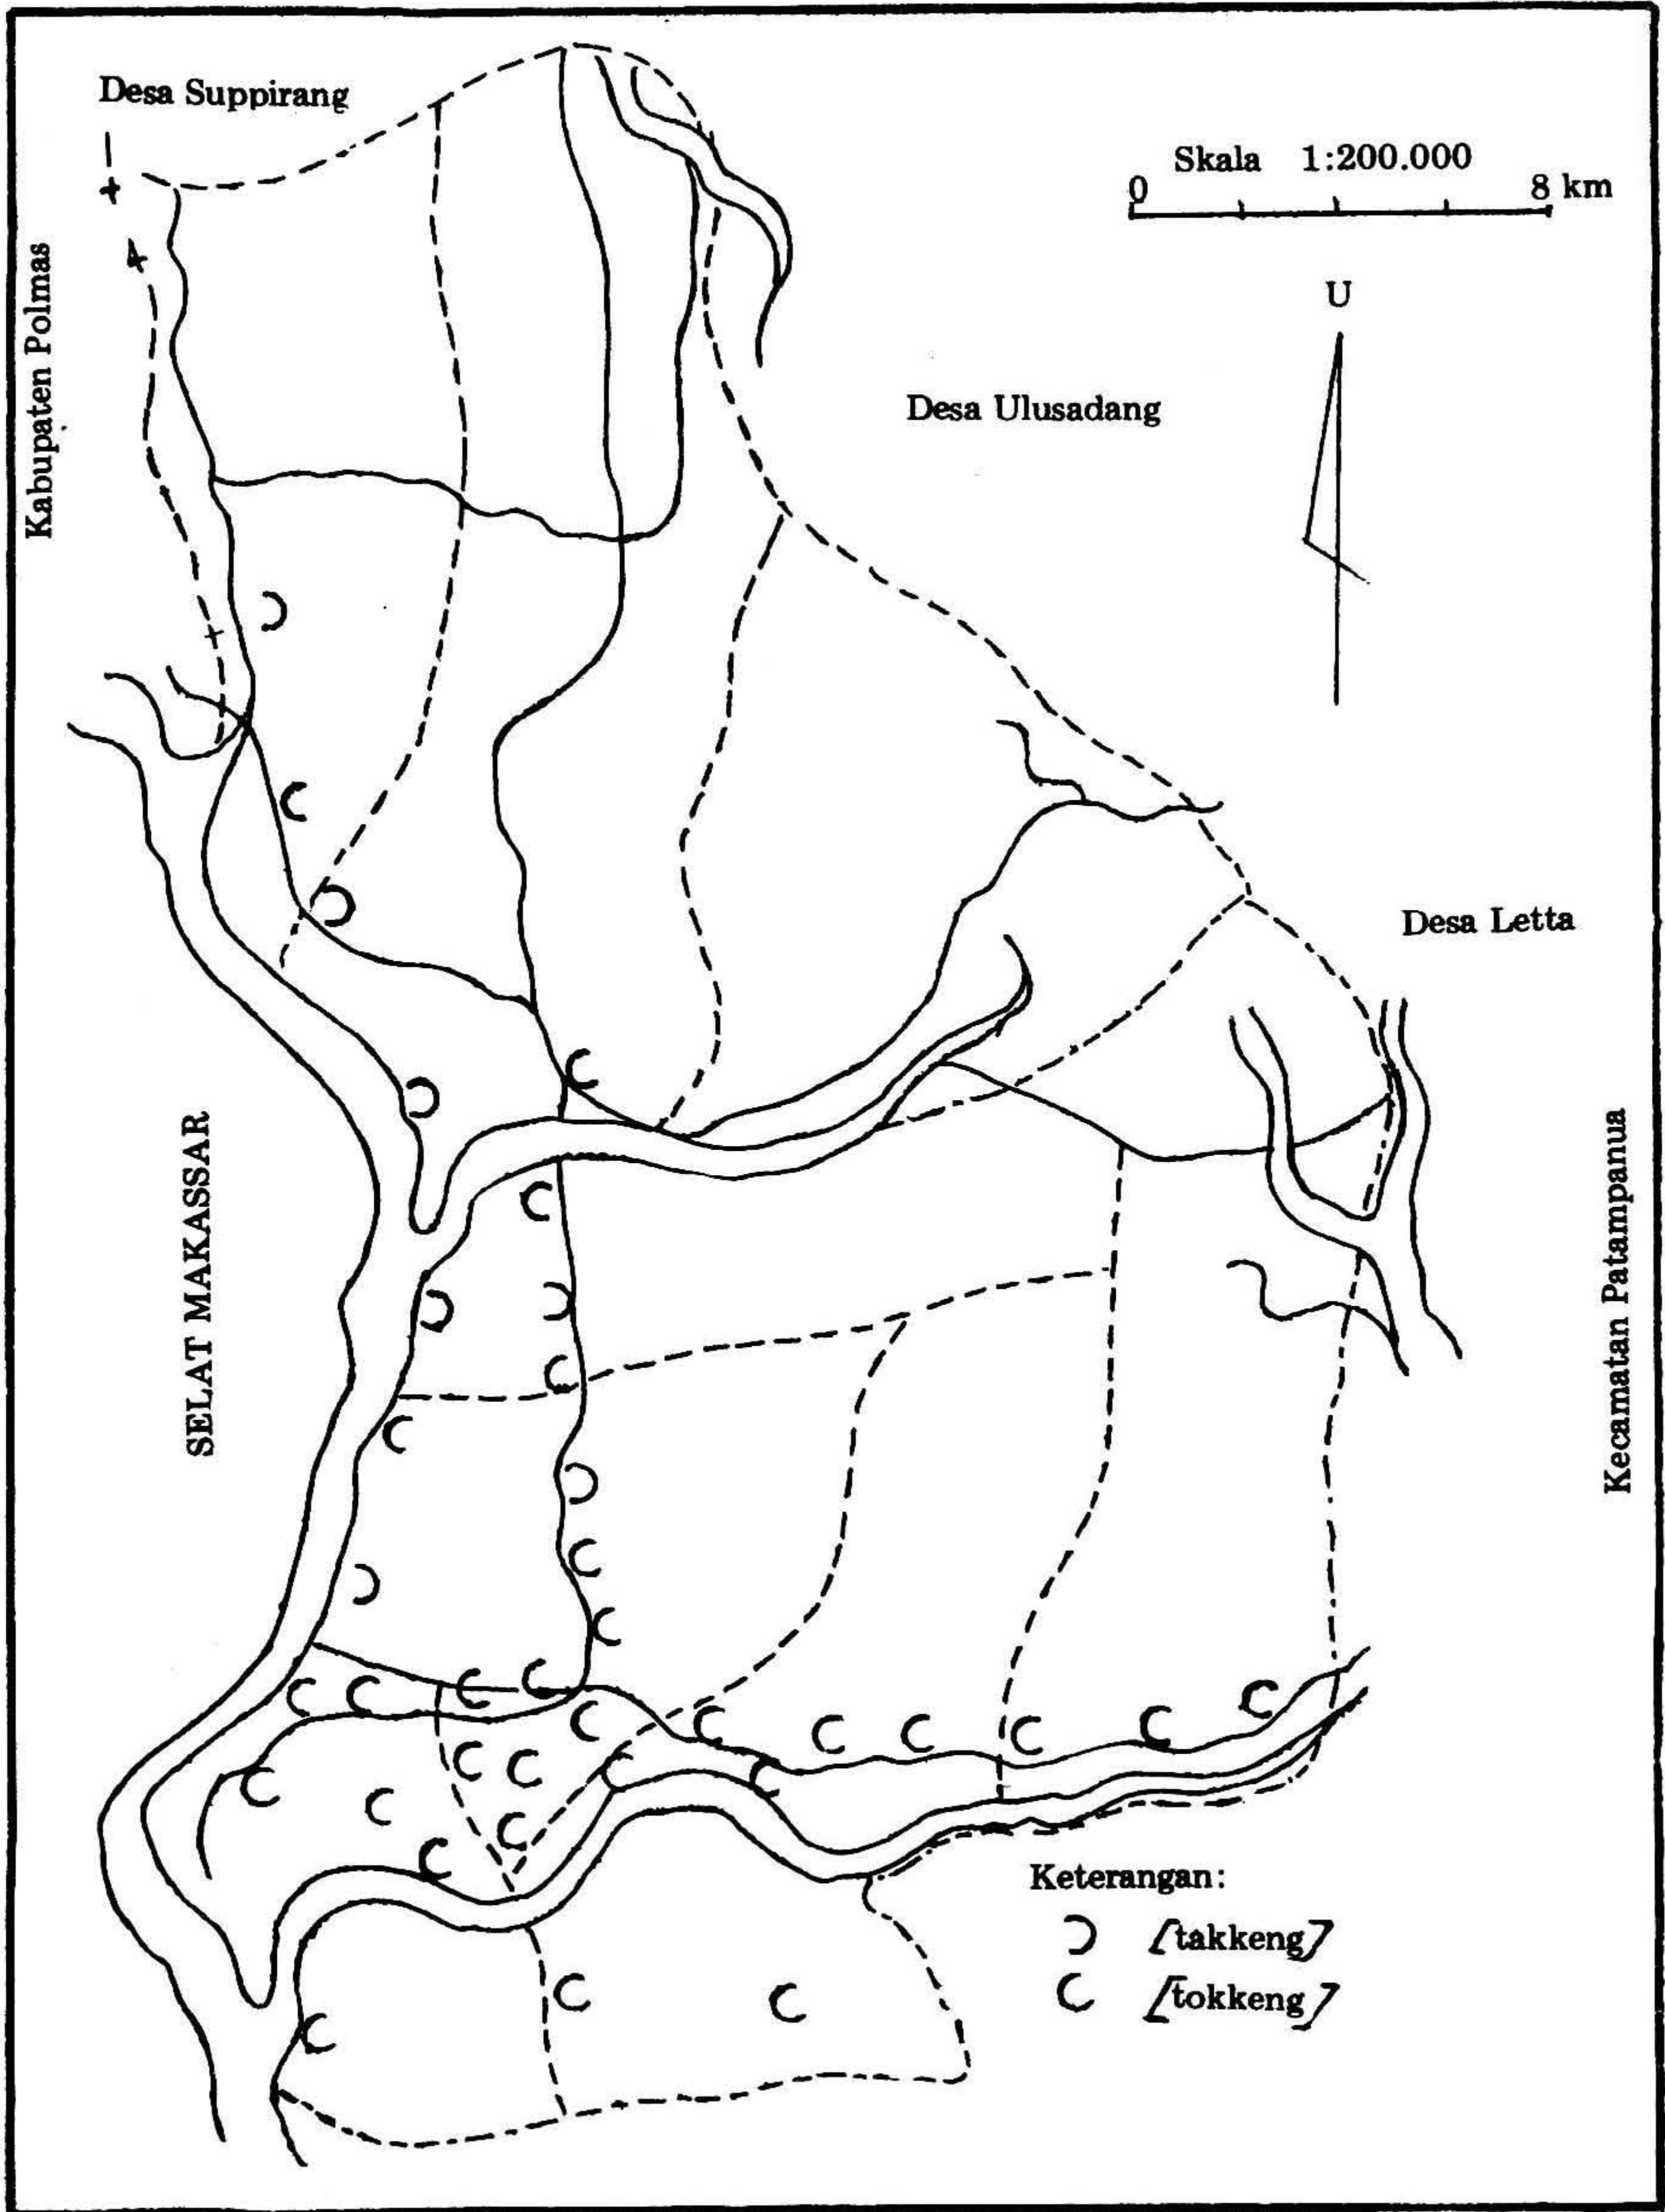 Desa Suppirang
Skala 1:200.000
0 8 km
U
Kabupaten Polmas
Desa Ulusadang
Desa Letta
SELAT MAKASSAR
Kecamatan Patampanua
Keterangan:
Ɔ [takkeng]
C [tokkeng]